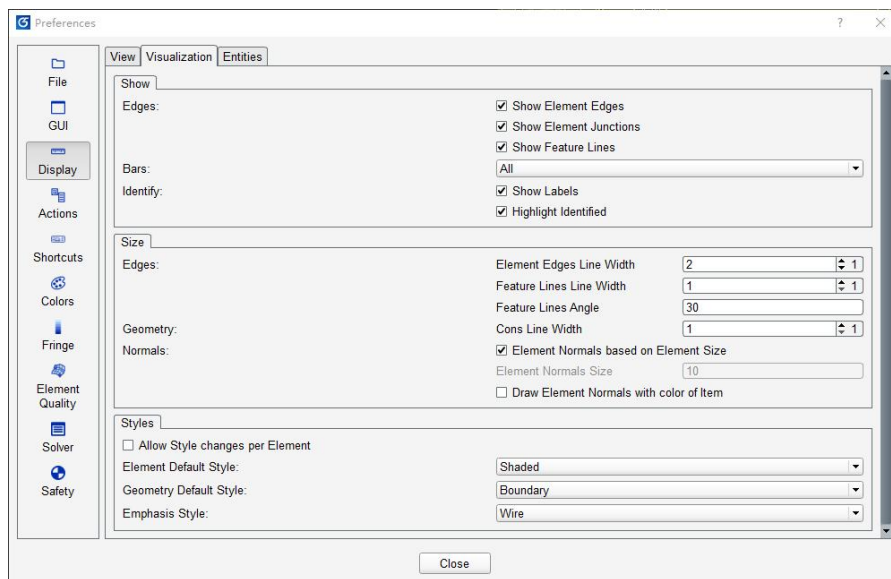 Preferences
?
View Visualization Entities
File
GUI
Display
Actions
Shortcuts
Colors
Fringe
Element
Quality
Solver
Safety
Show
Edges: Show Element Edges
Show Element Junctions
Show Feature Lines
Bars: All
Identify: Show Labels
Highlight Identified
Size
Edges: Element Edges Line Width 2 1
Feature Lines Line Width 1 1
Feature Lines Angle 30
Geometry: Cons Line Width 1 1
Normals: Element Normals based on Element Size
Element Normals Size 10
Draw Element Normals with color of Item
Styles
Allow Style changes per Element
Element Default Style: Shaded
Geometry Default Style: Boundary
Emphasis Style: Wire
Close